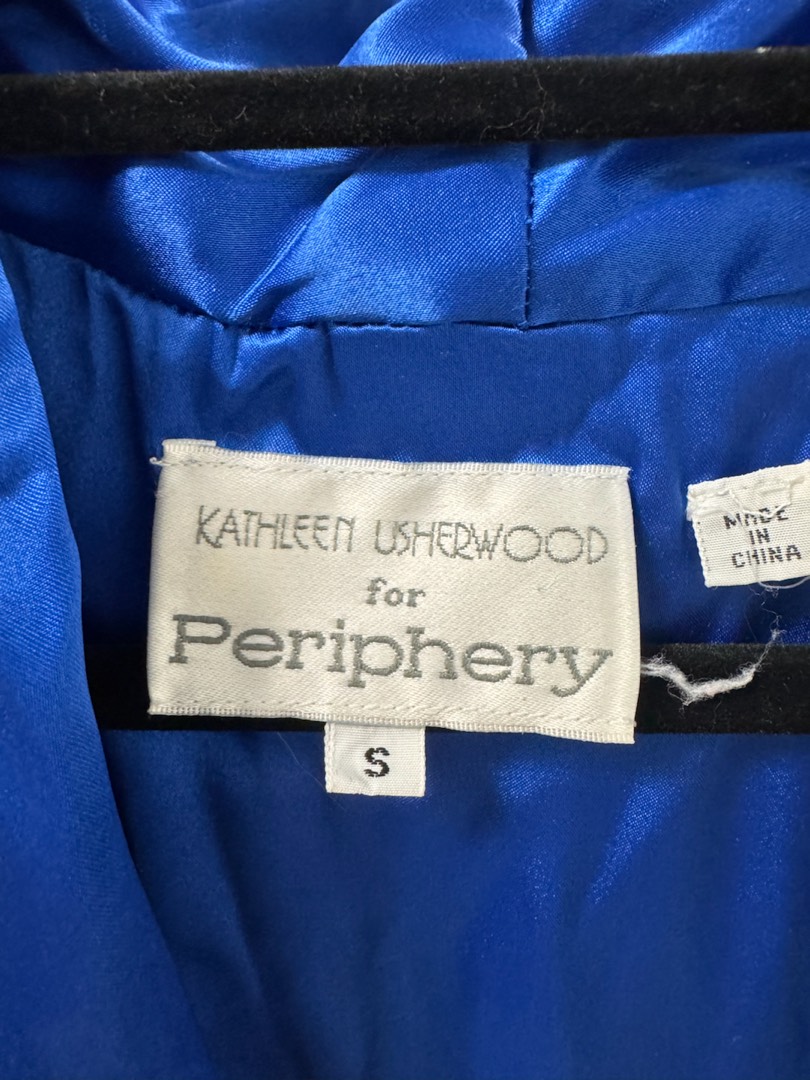 KATHLEEN USHERWOOD
for
Periphery
S
MADE
IN
CHINA